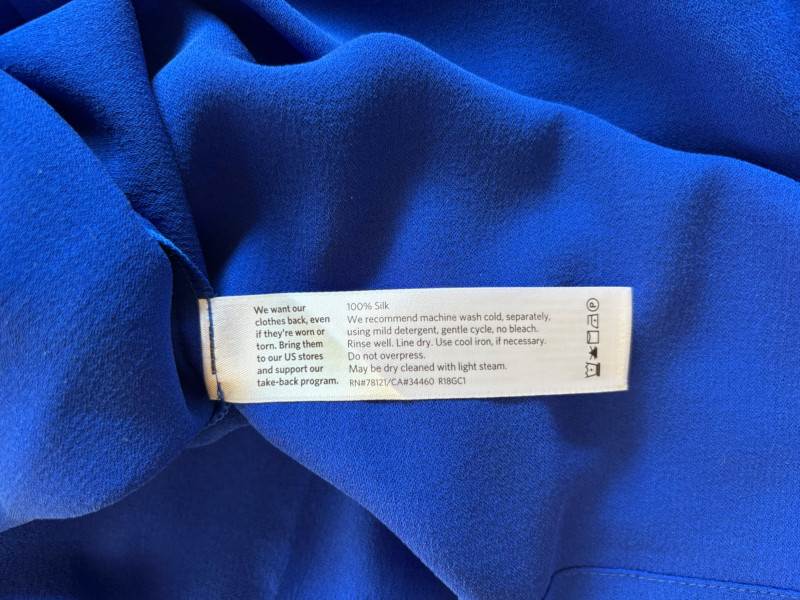 We want our
clothes back, even
if they're worn or
torn. Bring them
to our US stores
and support our
take-back program.
100% Silk
We recommend machine wash cold, separately,
using mild detergent, gentle cycle, no bleach.
Rinse well. Line dry. Use cool iron, if necessary.
Do not overpress.
May be dry cleaned with light steam.
RN#78121/CA#34460 R18GC1
P